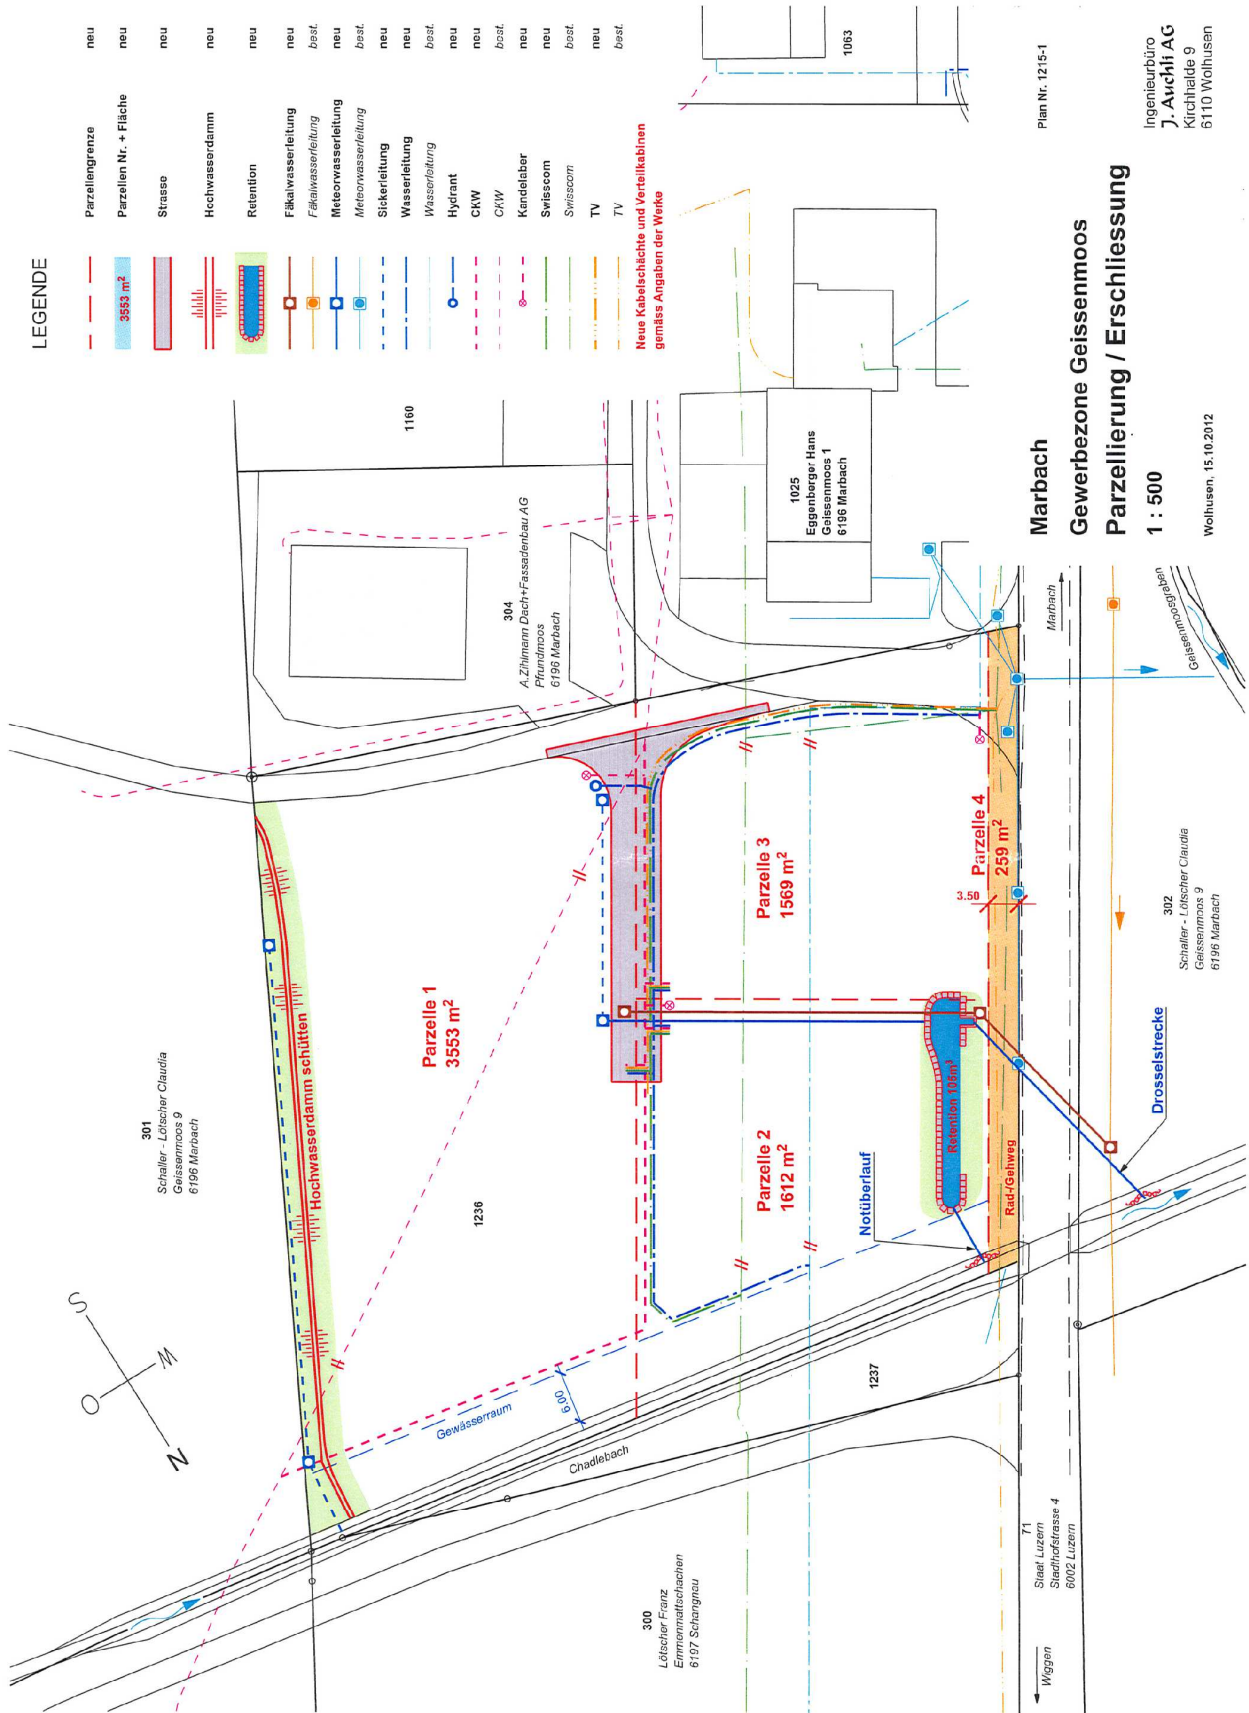 LEGENDE
Parzellengrenze neu
Parzellen Nr. + Fläche neu
3553 m²
Strasse neu
Hochwasserdamm neu
Retention neu
Fäkalwasserleitung neu
Fäkalwasserleitung best.
Meteorwasserleitung neu
Meteorwasserleitung best.
Sickerleitung neu
Wasserleitung neu
Wasserleitung best.
Hydrant neu
CKW neu
CKW best.
Kandelaber neu
Swisscom neu
Swisscom best.
TV neu
TV best.
Neue Kabelschächte und Verteilkabinen
gemäss Angaben der Werke
1063
1160
304
A.Zihlmann Dach+Fassadenbau AG
Pfrundmoos
6196 Marbach
1025
Eggenberger Hans
Geissenmoos 1
6196 Marbach
301
Schaller - Lötscher Claudia
Geissenmoos 9
6196 Marbach
Hochwasserdamm schütten
Parzelle 1
3553 m²
1236
Parzelle 3
1569 m²
Parzelle 4
259 m²
3.50
Parzelle 2
1612 m²
Retention 105m³
Rad-/Gehweg
Notüberlauf
Drosselstrecke
302
Schaller - Lötscher Claudia
Geissenmoos 9
6196 Marbach
S
O
W
N
Gewässerraum
6.00
Chadlebach
1237
300
Lötscher Franz
Emmenmattschachen
6197 Schangnau
71
Staat Luzern
Stadthofstrasse 4
6002 Luzern
Wiggen
Marbach
Geissenmoosgraben
Marbach
Gewerbezone Geissenmoos
Parzellierung / Erschliessung
1 : 500
Wolhusen, 15.10.2012
Plan Nr. 1215-1
Ingenieurbüro
J. Auchli AG
Kirchhalde 9
6110 Wolhusen